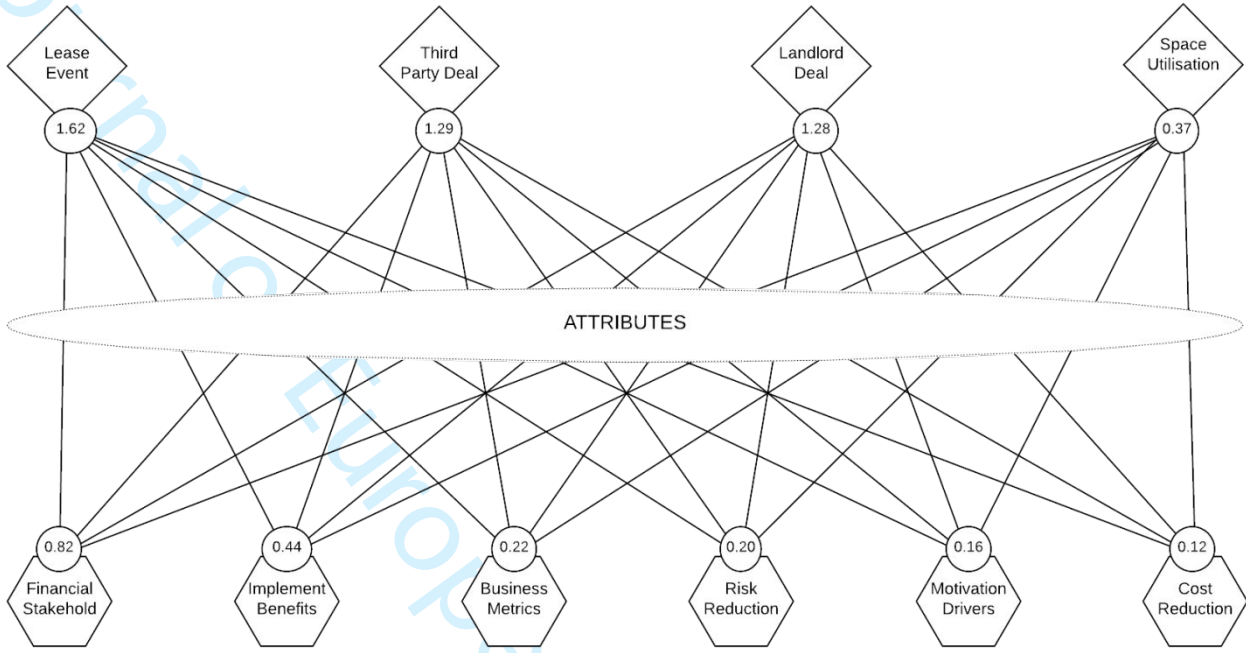 Lease
Event
Third
Party Deal
Landlord
Deal
Space
Utilisation
1.62
1.29
1.28
0.37
ATTRIBUTES
0.82
0.44
0.22
0.20
0.16
0.12
Financial
Stakehold
Implement
Benefits
Business
Metrics
Risk
Reduction
Motivation
Drivers
Cost
Reduction